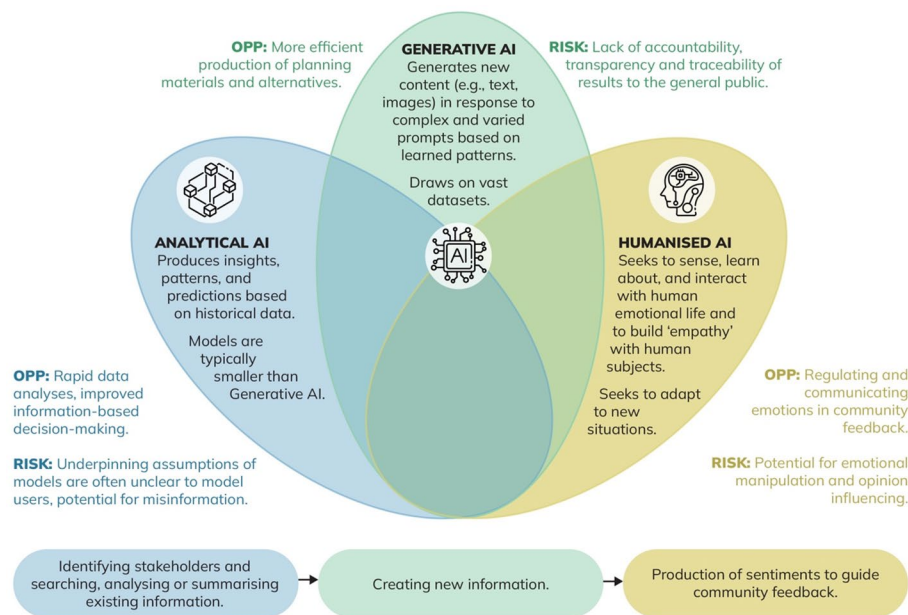 OPP: More efficient
production of planning
materials and alternatives.
GENERATIVE AI
Generates new
content (e.g., text,
images) in response to
complex and varied
prompts based on
learned patterns.
Draws on vast
datasets.
RISK: Lack of accountability,
transparency and traceability of
results to the general public.
ANALYTICAL AI
Produces insights,
patterns, and
predictions based
on historical data.
Models are
typically
smaller than
Generative AI.
AI
HUMANISED AI
Seeks to sense, learn
about, and interact
with human
emotional life and
to build ‘empathy’
with human
subjects.
Seeks to adapt
to new
situations.
OPP: Rapid data
analyses, improved
information-based
decision-making.
RISK: Underpinning assumptions of
models are often unclear to model
users, potential for misinformation.
OPP: Regulating and
communicating
emotions in community
feedback.
RISK: Potential for emotional
manipulation and opinion
influencing.
Identifying stakeholders and
searching, analysing or summarising
existing information.
Creating new information.
Production of sentiments to guide
community feedback.